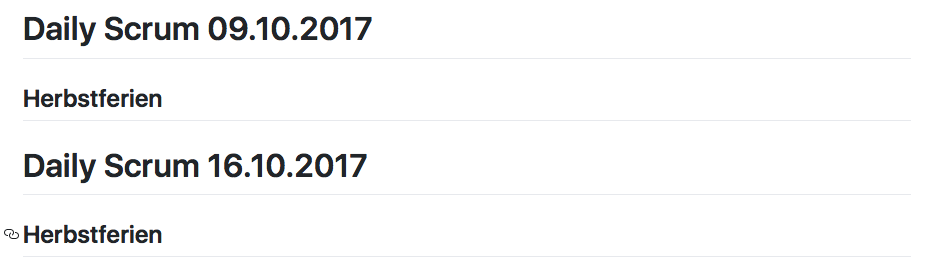 Daily Scrum 09.10.2017
Herbstferien
Daily Scrum 16.10.2017
Herbstferien